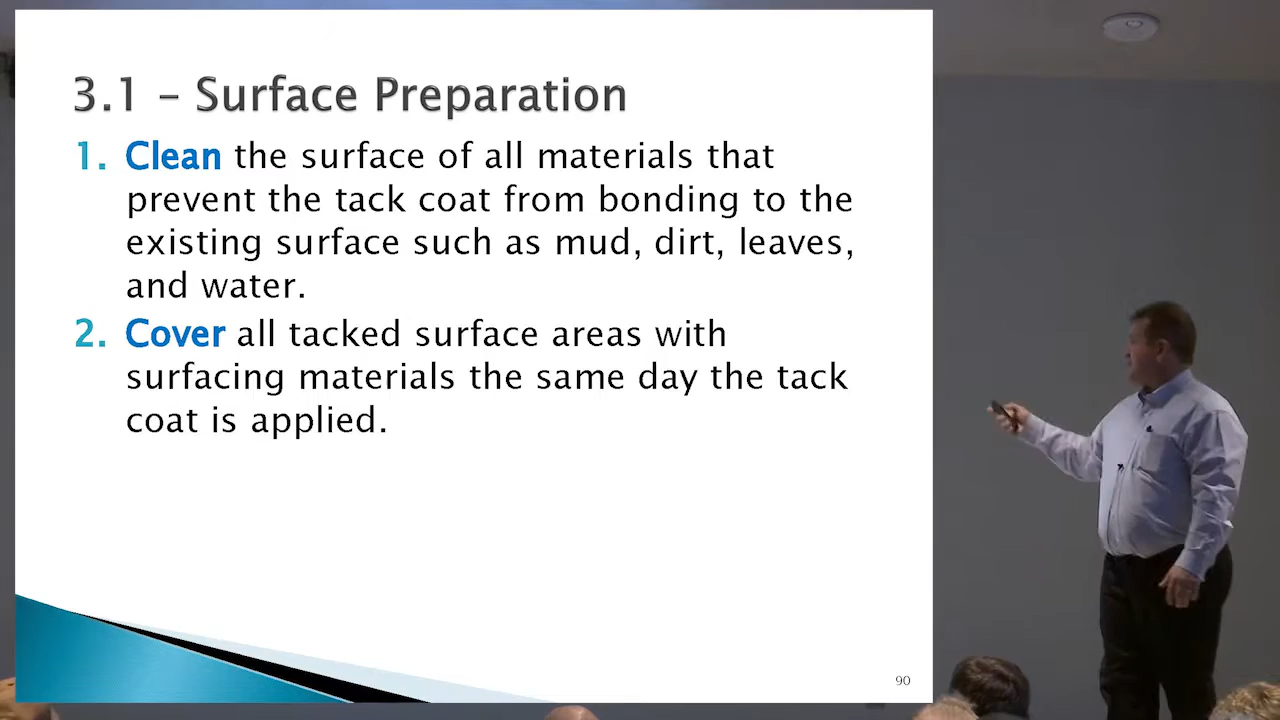 3.1 – Surface Preparation
1. Clean the surface of all materials that
prevent the tack coat from bonding to the
existing surface such as mud, dirt, leaves,
and water.
2. Cover all tacked surface areas with
surfacing materials the same day the tack
coat is applied.
90